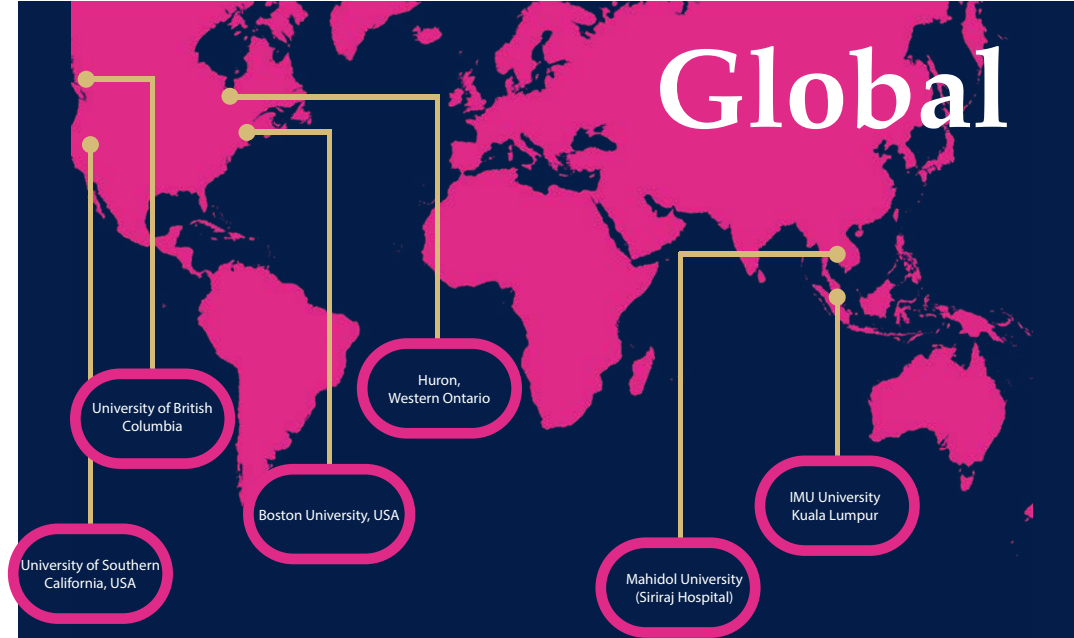 Global
Huron,
Western Ontario
University of British
Columbia
Boston University, USA
IMU University
Kuala Lumpur
University of Southern
California, USA
Mahidol University
(Siriraj Hospital)